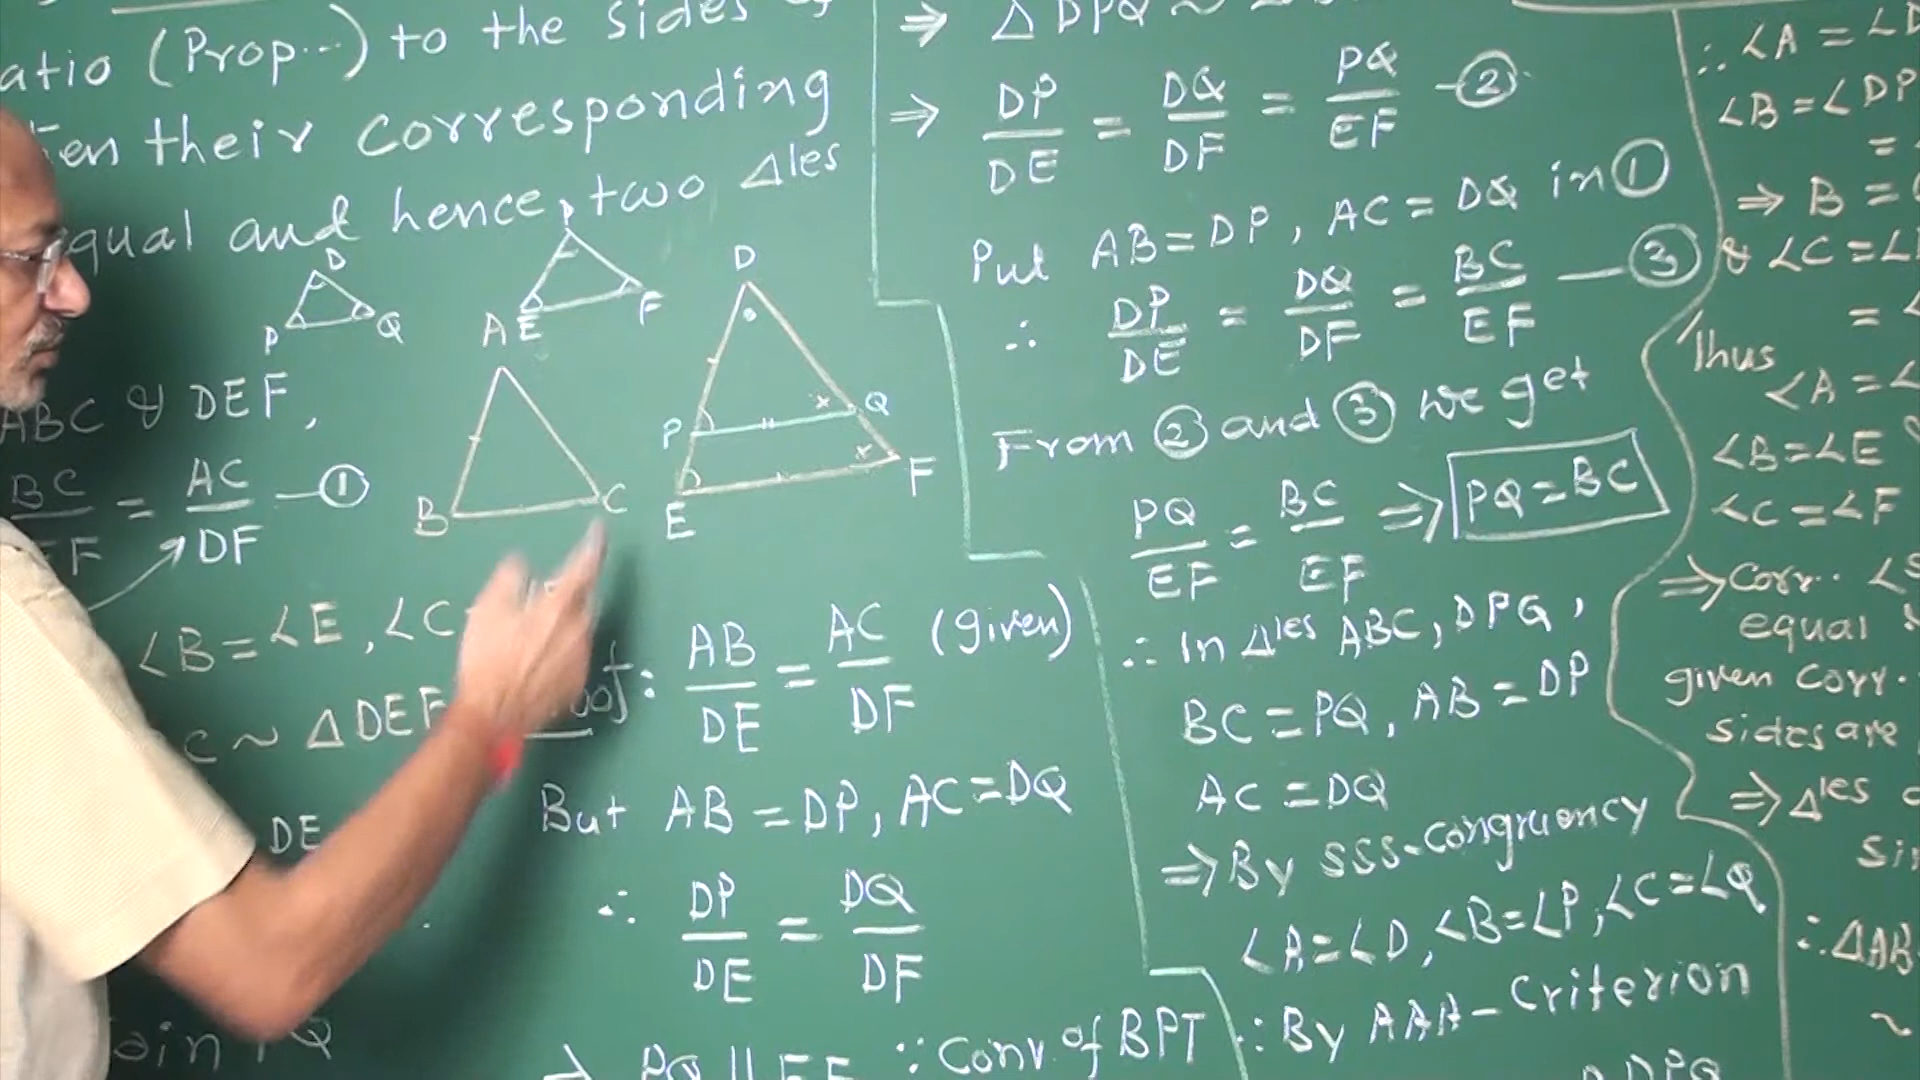 (Prop...) to the sides
their corresponding
equal and hence, two Δles
D
P Q
E F
A
B C
D
P Q
E F
ABC & DEF,
BC/EF = AC/DF — ①
∠B = ∠E, ∠C
~ Δ DEF
DE
PQ
AB/DE = AC/DF (given)
But AB = DP, AC = DQ
∴ DP/DE = DQ/DF
⇒ PQ || EF ∵ Conv. of BPT
⇒ Δ DPQ ~
⇒ DP/DE = DQ/DF = PQ/EF - ②
Put AB = DP, AC = DQ in ①
∴ DP/DE = DQ/DF = BC/EF — ③
From ② and ③ we get
PQ/EF = BC/EF ⇒ PQ = BC
∴ In Δles ABC, DPQ,
BC = PQ, AB = DP
AC = DQ
⇒ By SSS-congruency
∠A = ∠D, ∠B = ∠P, ∠C = ∠Q
∴ By AAA - Criterion
DPQ
∴ ∠A = ∠D
∠B = ∠DP
=
⇒ B =
& ∠C = ∠
= ∠
Thus
∠A = ∠
∠B = ∠E
∠C = ∠F
⇒ Corr.. ∠s
equal
given Corr.
sides are
⇒ Δles
∴ ΔAB
~